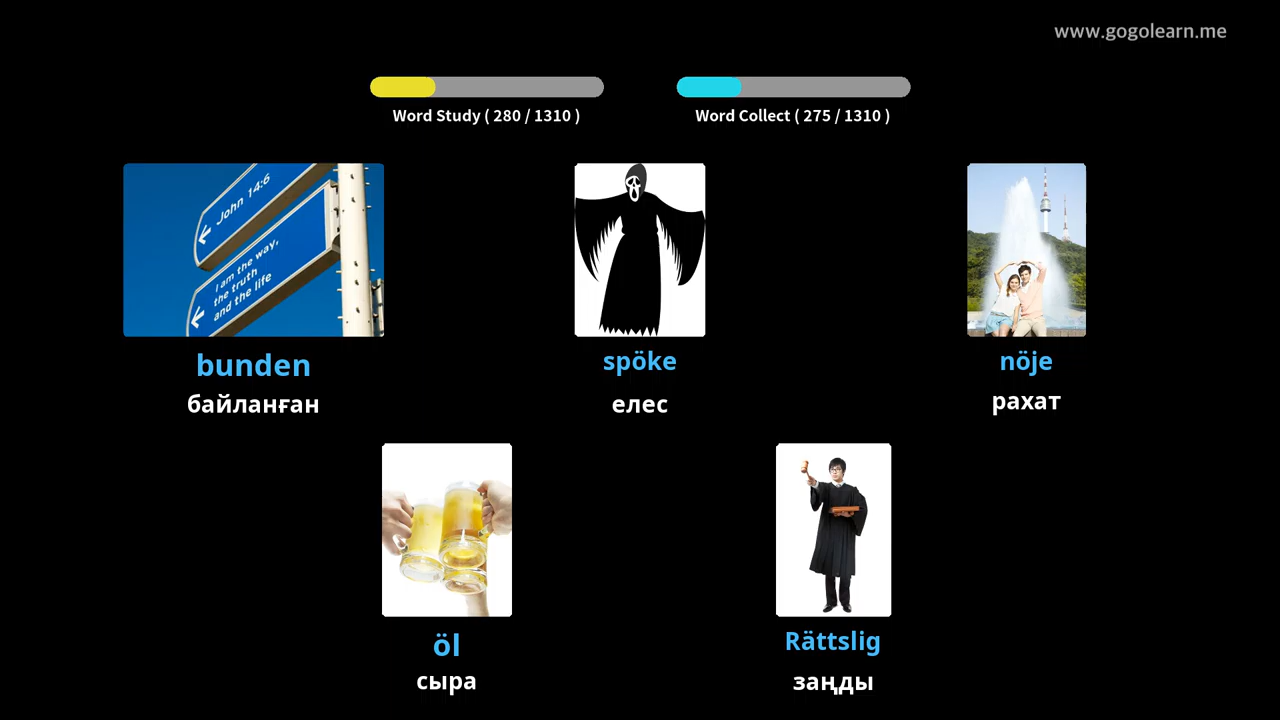 www.gogolearn.me
Word Study ( 280 / 1310 )
Word Collect ( 275 / 1310 )
John 14:6
I am the way,
the truth
and the life
bunden
байланған
spöke
елес
nöje
рахат
öl
сыра
Rättslig
заңды